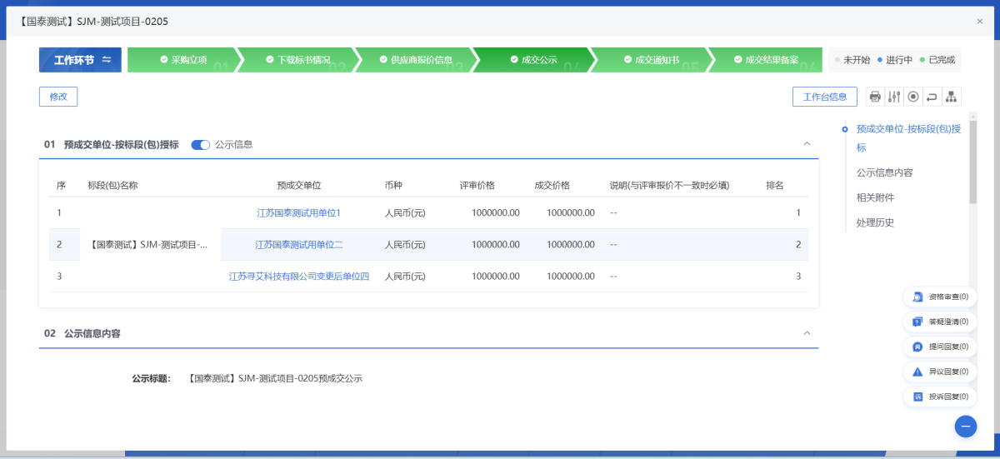 【国泰测试】SJM-测试项目-0205 ×
工作环节 采购立项 01 下载标书情况 02 供应商报价信息 03 成交公示 04 成交通知书 05 成交结果备案 06 未开始 进行中 已完成
修改 工作台信息
01 预成交单位-按标段(包)授标 公示信息
序 标段(包)名称 预成交单位 币种 评审价格 成交价格 说明(与评审报价不一致时必填) 排名
1 江苏国泰测试用单位1 人民币(元) 1000000.00 1000000.00 -- 1
2 【国泰测试】SJM-测试项目-... 江苏国泰测试用单位二 人民币(元) 1000000.00 1000000.00 -- 2
3 江苏寻艾科技有限公司变更后单位四 人民币(元) 1000000.00 1000000.00 -- 3
02 公示信息内容
公示标题: 【国泰测试】SJM-测试项目-0205预成交公示
预成交单位-按标段(包)授
标
公示信息内容
相关附件
处理历史
资格审查(0)
答疑澄清(0)
提问回复(0)
异议回复(0)
诉 投诉回复(0)